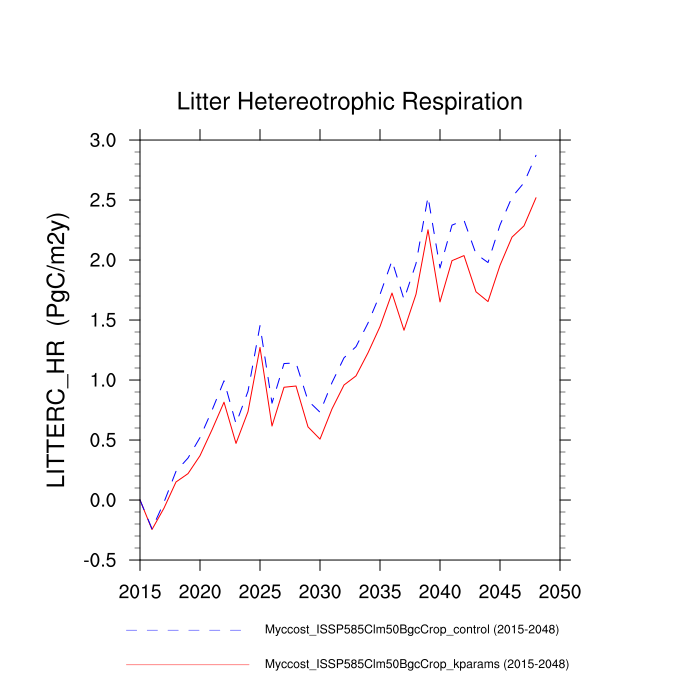 Litter Hetereotrophic Respiration
LITTERC_HR (PgC/m2y)
3.0
2.5
2.0
1.5
1.0
0.5
0.0
-0.5
2015 2020 2025 2030 2035 2040 2045 2050
Myccost_ISSP585Clm50BgcCrop_control (2015-2048)
Myccost_ISSP585Clm50BgcCrop_kparams (2015-2048)